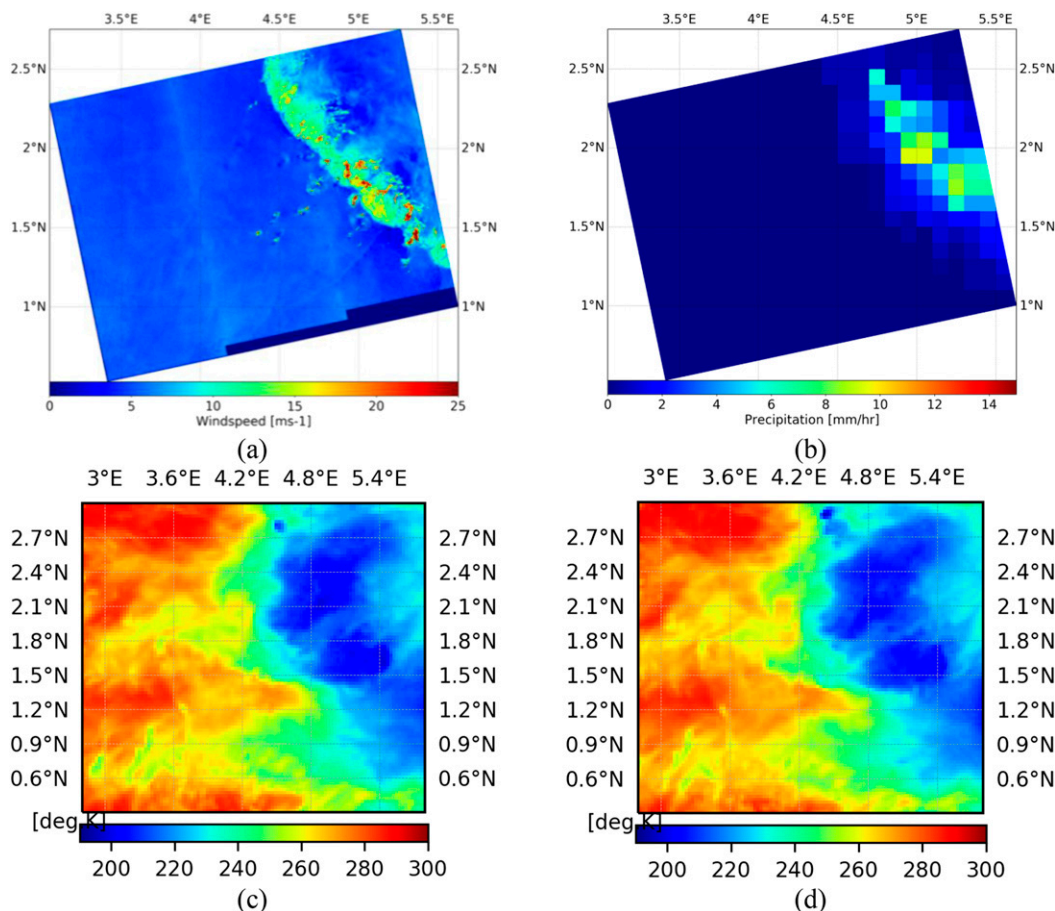 3.5°E 4°E 4.5°E 5°E 5.5°E
3.5°E 4°E 4.5°E 5°E 5.5°E
2.5°N 2.5°N
2.5°N 2.5°N
2°N 2°N
2°N 2°N
1.5°N 1.5°N
1.5°N 1.5°N
1°N 1°N
1°N 1°N
0 5 10 15 20 25
Windspeed [ms-1]
0 2 4 6 8 10 12 14
Precipitation [mm/hr]
(a) (b)
3°E 3.6°E 4.2°E 4.8°E 5.4°E
3°E 3.6°E 4.2°E 4.8°E 5.4°E
2.7°N 2.7°N
2.7°N 2.7°N
2.4°N 2.4°N
2.4°N 2.4°N
2.1°N 2.1°N
2.1°N 2.1°N
1.8°N 1.8°N
1.8°N 1.8°N
1.5°N 1.5°N
1.5°N 1.5°N
1.2°N 1.2°N
1.2°N 1.2°N
0.9°N 0.9°N
0.9°N 0.9°N
0.6°N 0.6°N
0.6°N 0.6°N
[deg K]
200 220 240 260 280 300
[deg K]
200 220 240 260 280 300
(c) (d)